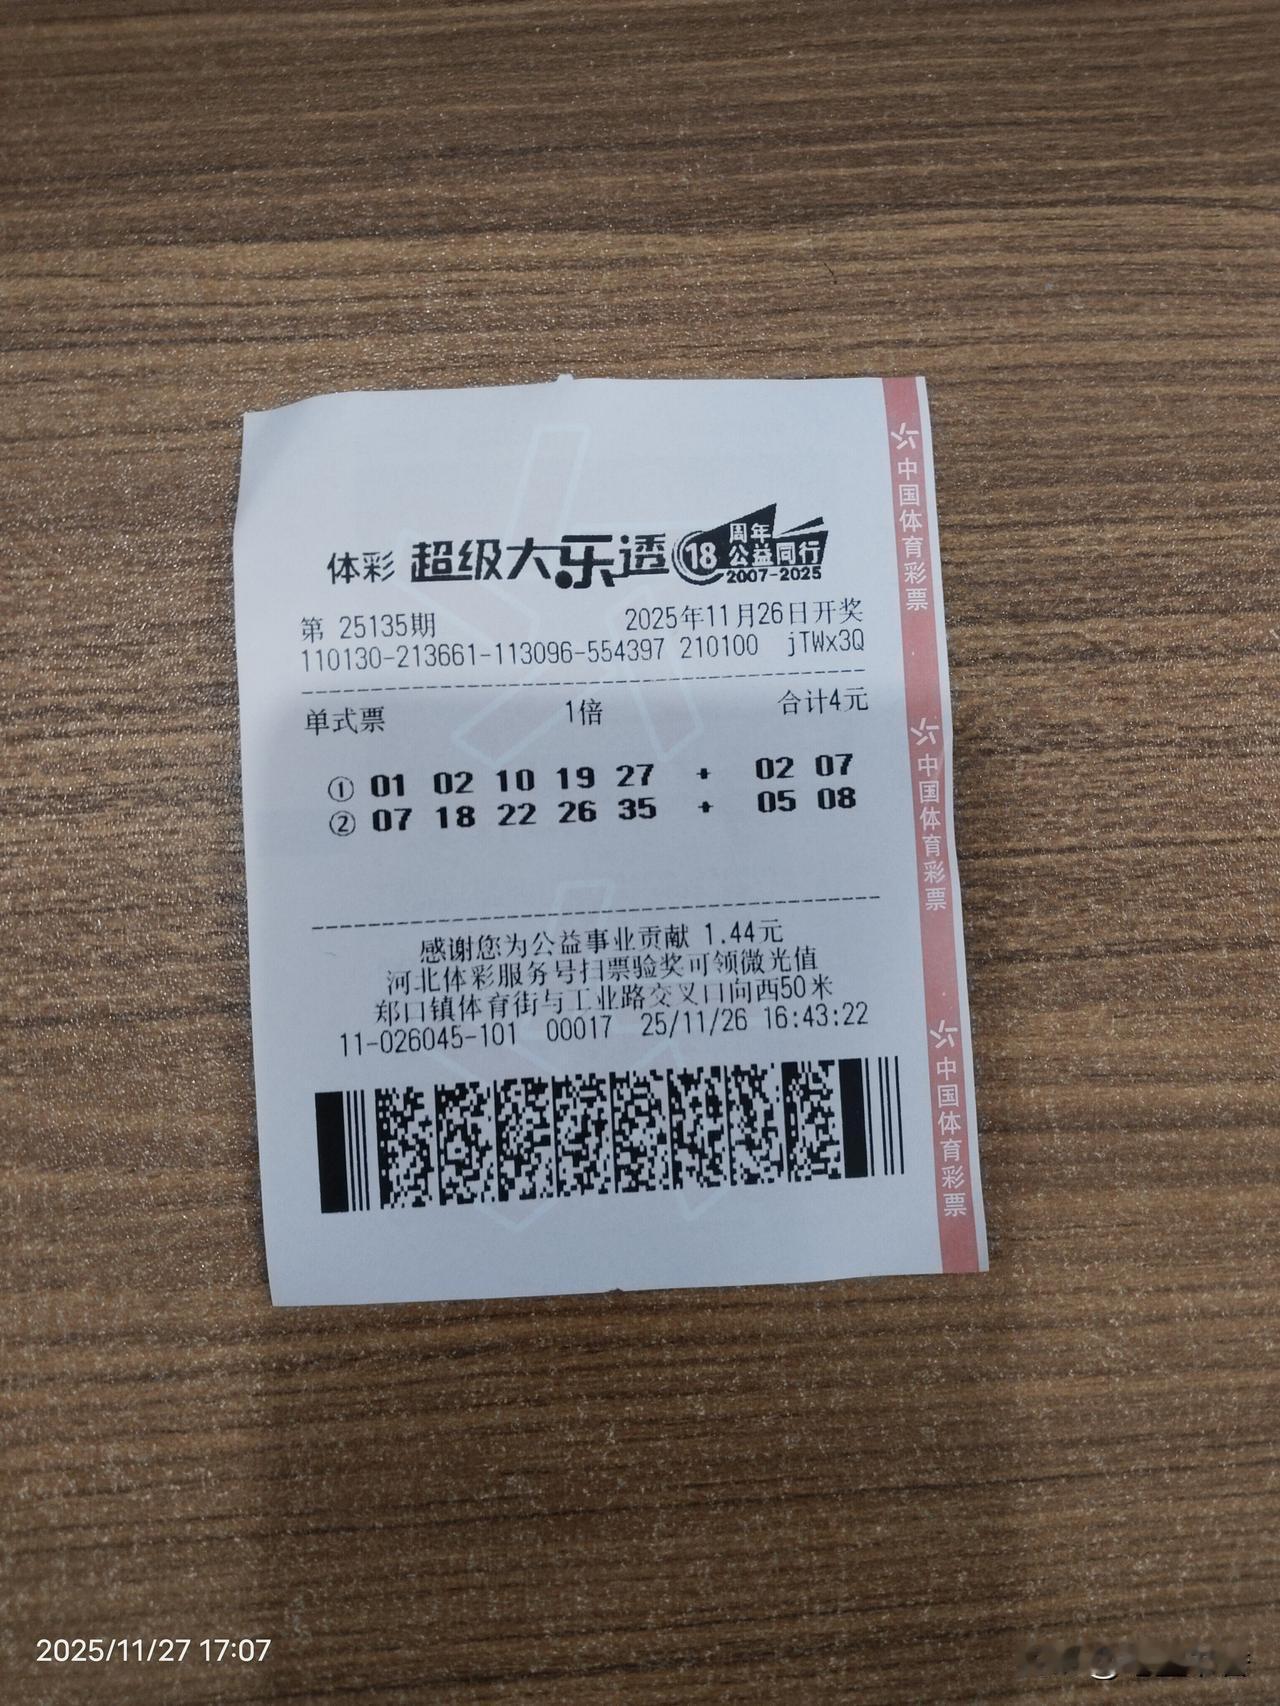 体彩 超级大乐透 18 周年 公益同行 2007-2025
第 25135期 2025年11月26日开奖
110130-213661-113096-554397 210100 jTWx3Q
单式票 1倍 合计4元
① 01 02 10 19 27 + 02 07
② 07 18 22 26 35 + 05 08
感谢您为公益事业贡献 1.44元
河北体彩服务号扫票验奖可领微光值
郑口镇体育街与工业路交叉口向西50米
11-026045-101 00017 25/11/26 16:43:22
中国体育彩票
中国体育彩票
中国体育彩票
2025/11/27 17:07